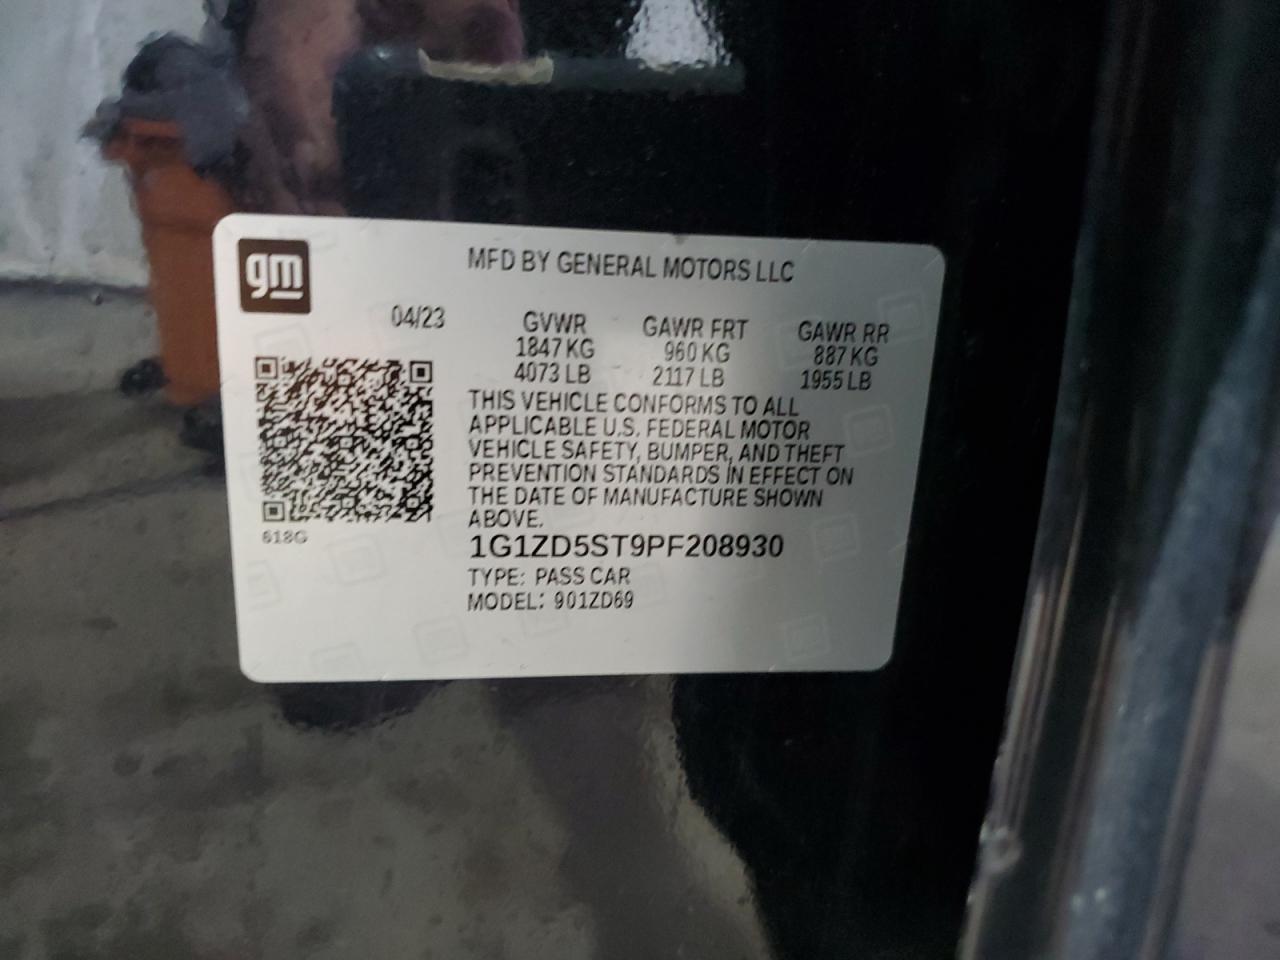 gm
MFD BY GENERAL MOTORS LLC
04/23
GVWR GAWR FRT GAWR RR
1847 KG 960 KG 887 KG
4073 LB 2117 LB 1955 LB
THIS VEHICLE CONFORMS TO ALL
APPLICABLE U.S. FEDERAL MOTOR
VEHICLE SAFETY, BUMPER, AND THEFT
PREVENTION STANDARDS IN EFFECT ON
THE DATE OF MANUFACTURE SHOWN
ABOVE.
618G
1G1ZD5ST9PF208930
TYPE: PASS CAR
MODEL: 901ZD69